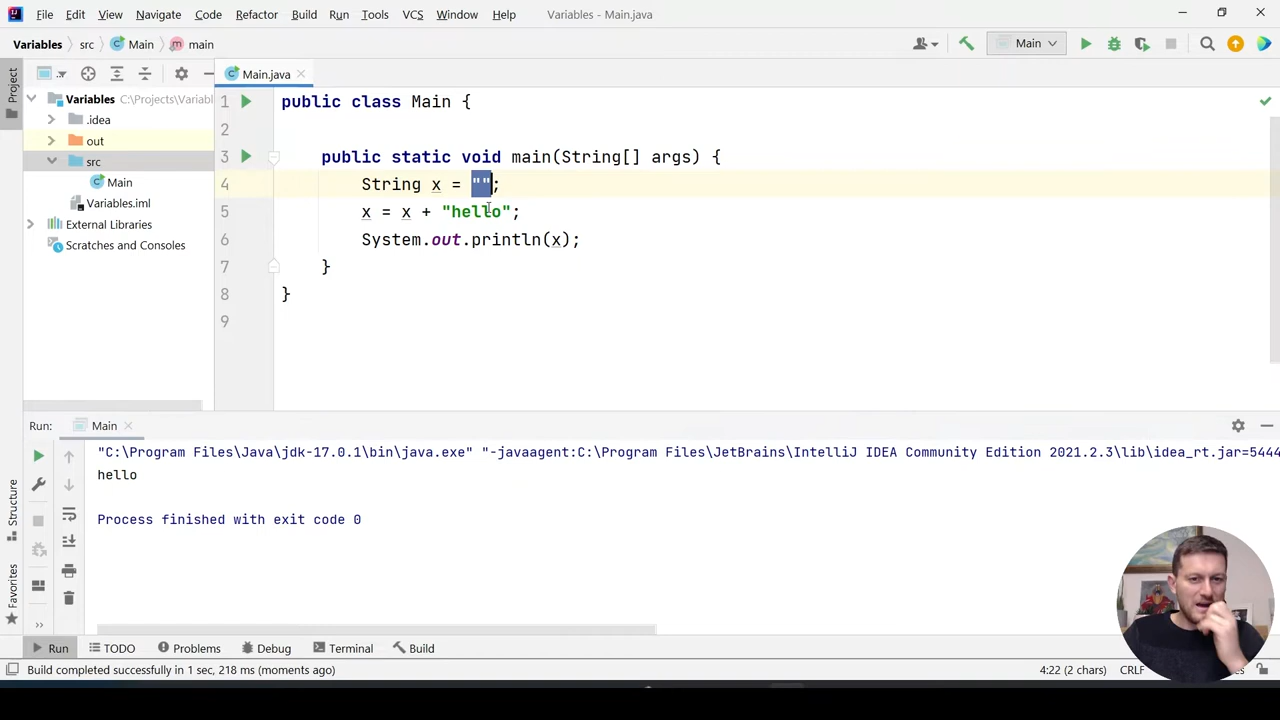 File Edit View Navigate Code Refactor Build Run Tools VCS Window Help Variables - Main.java
Variables src Main main Main
Project
Main.java
Variables C:\Projects\Variabl
.idea
out
src
Main
Variables.iml
External Libraries
Scratches and Consoles
1 public class Main {
2
3 public static void main(String[] args) {
4 String x = "";
5 x = x + "hello";
6 System.out.println(x);
7 }
8 }
9
Run: Main
"C:\Program Files\Java\jdk-17.0.1\bin\java.exe" "-javaagent:C:\Program Files\JetBrains\IntelliJ IDEA Community Edition 2021.2.3\lib\idea_rt.jar=5444
hello
Process finished with exit code 0
Structure
Favorites
Run TODO Problems Debug Terminal Build
Build completed successfully in 1 sec, 218 ms (moments ago) 4:22 (2 chars) CRLF